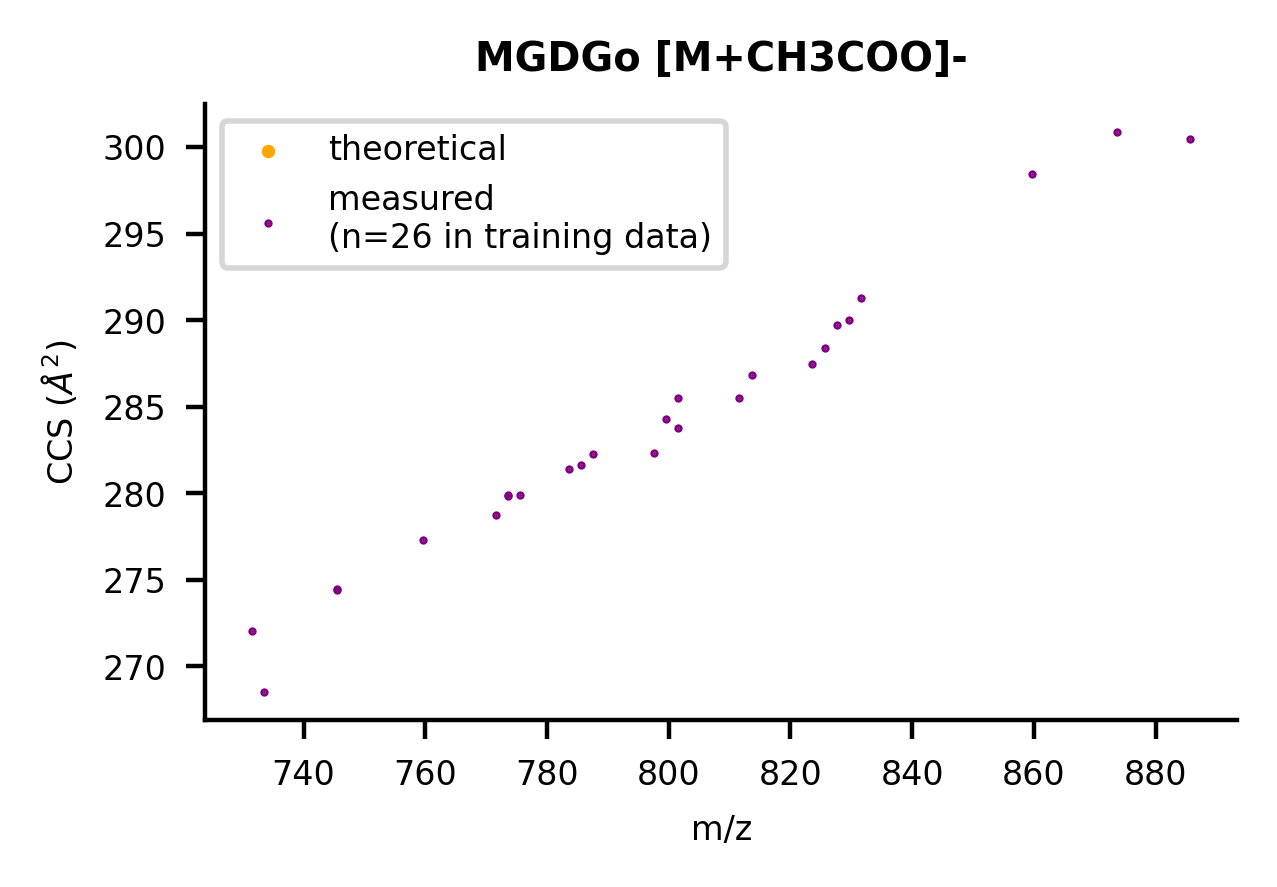 MGDGo [M+CH3COO]-
theoretical
measured
(n=26 in training data)
CCS (Å²)
300
295
290
285
280
275
270
740 760 780 800 820 840 860 880
m/z